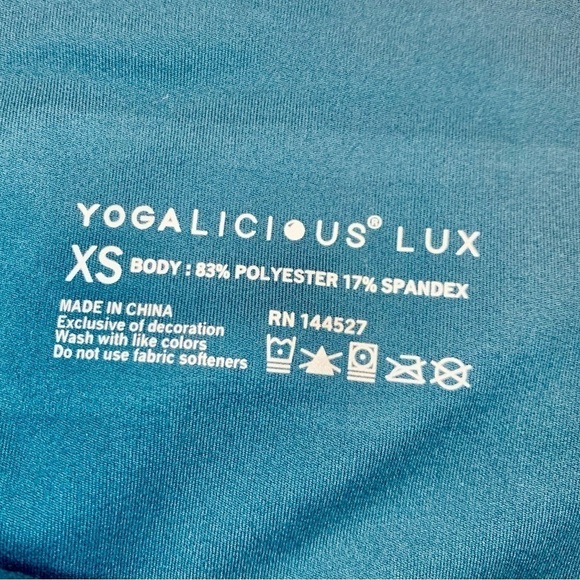 YOGALICIOUS® LUX
XS BODY : 83% POLYESTER 17% SPANDEX
MADE IN CHINA
Exclusive of decoration
Wash with like colors
Do not use fabric softeners
RN 144527